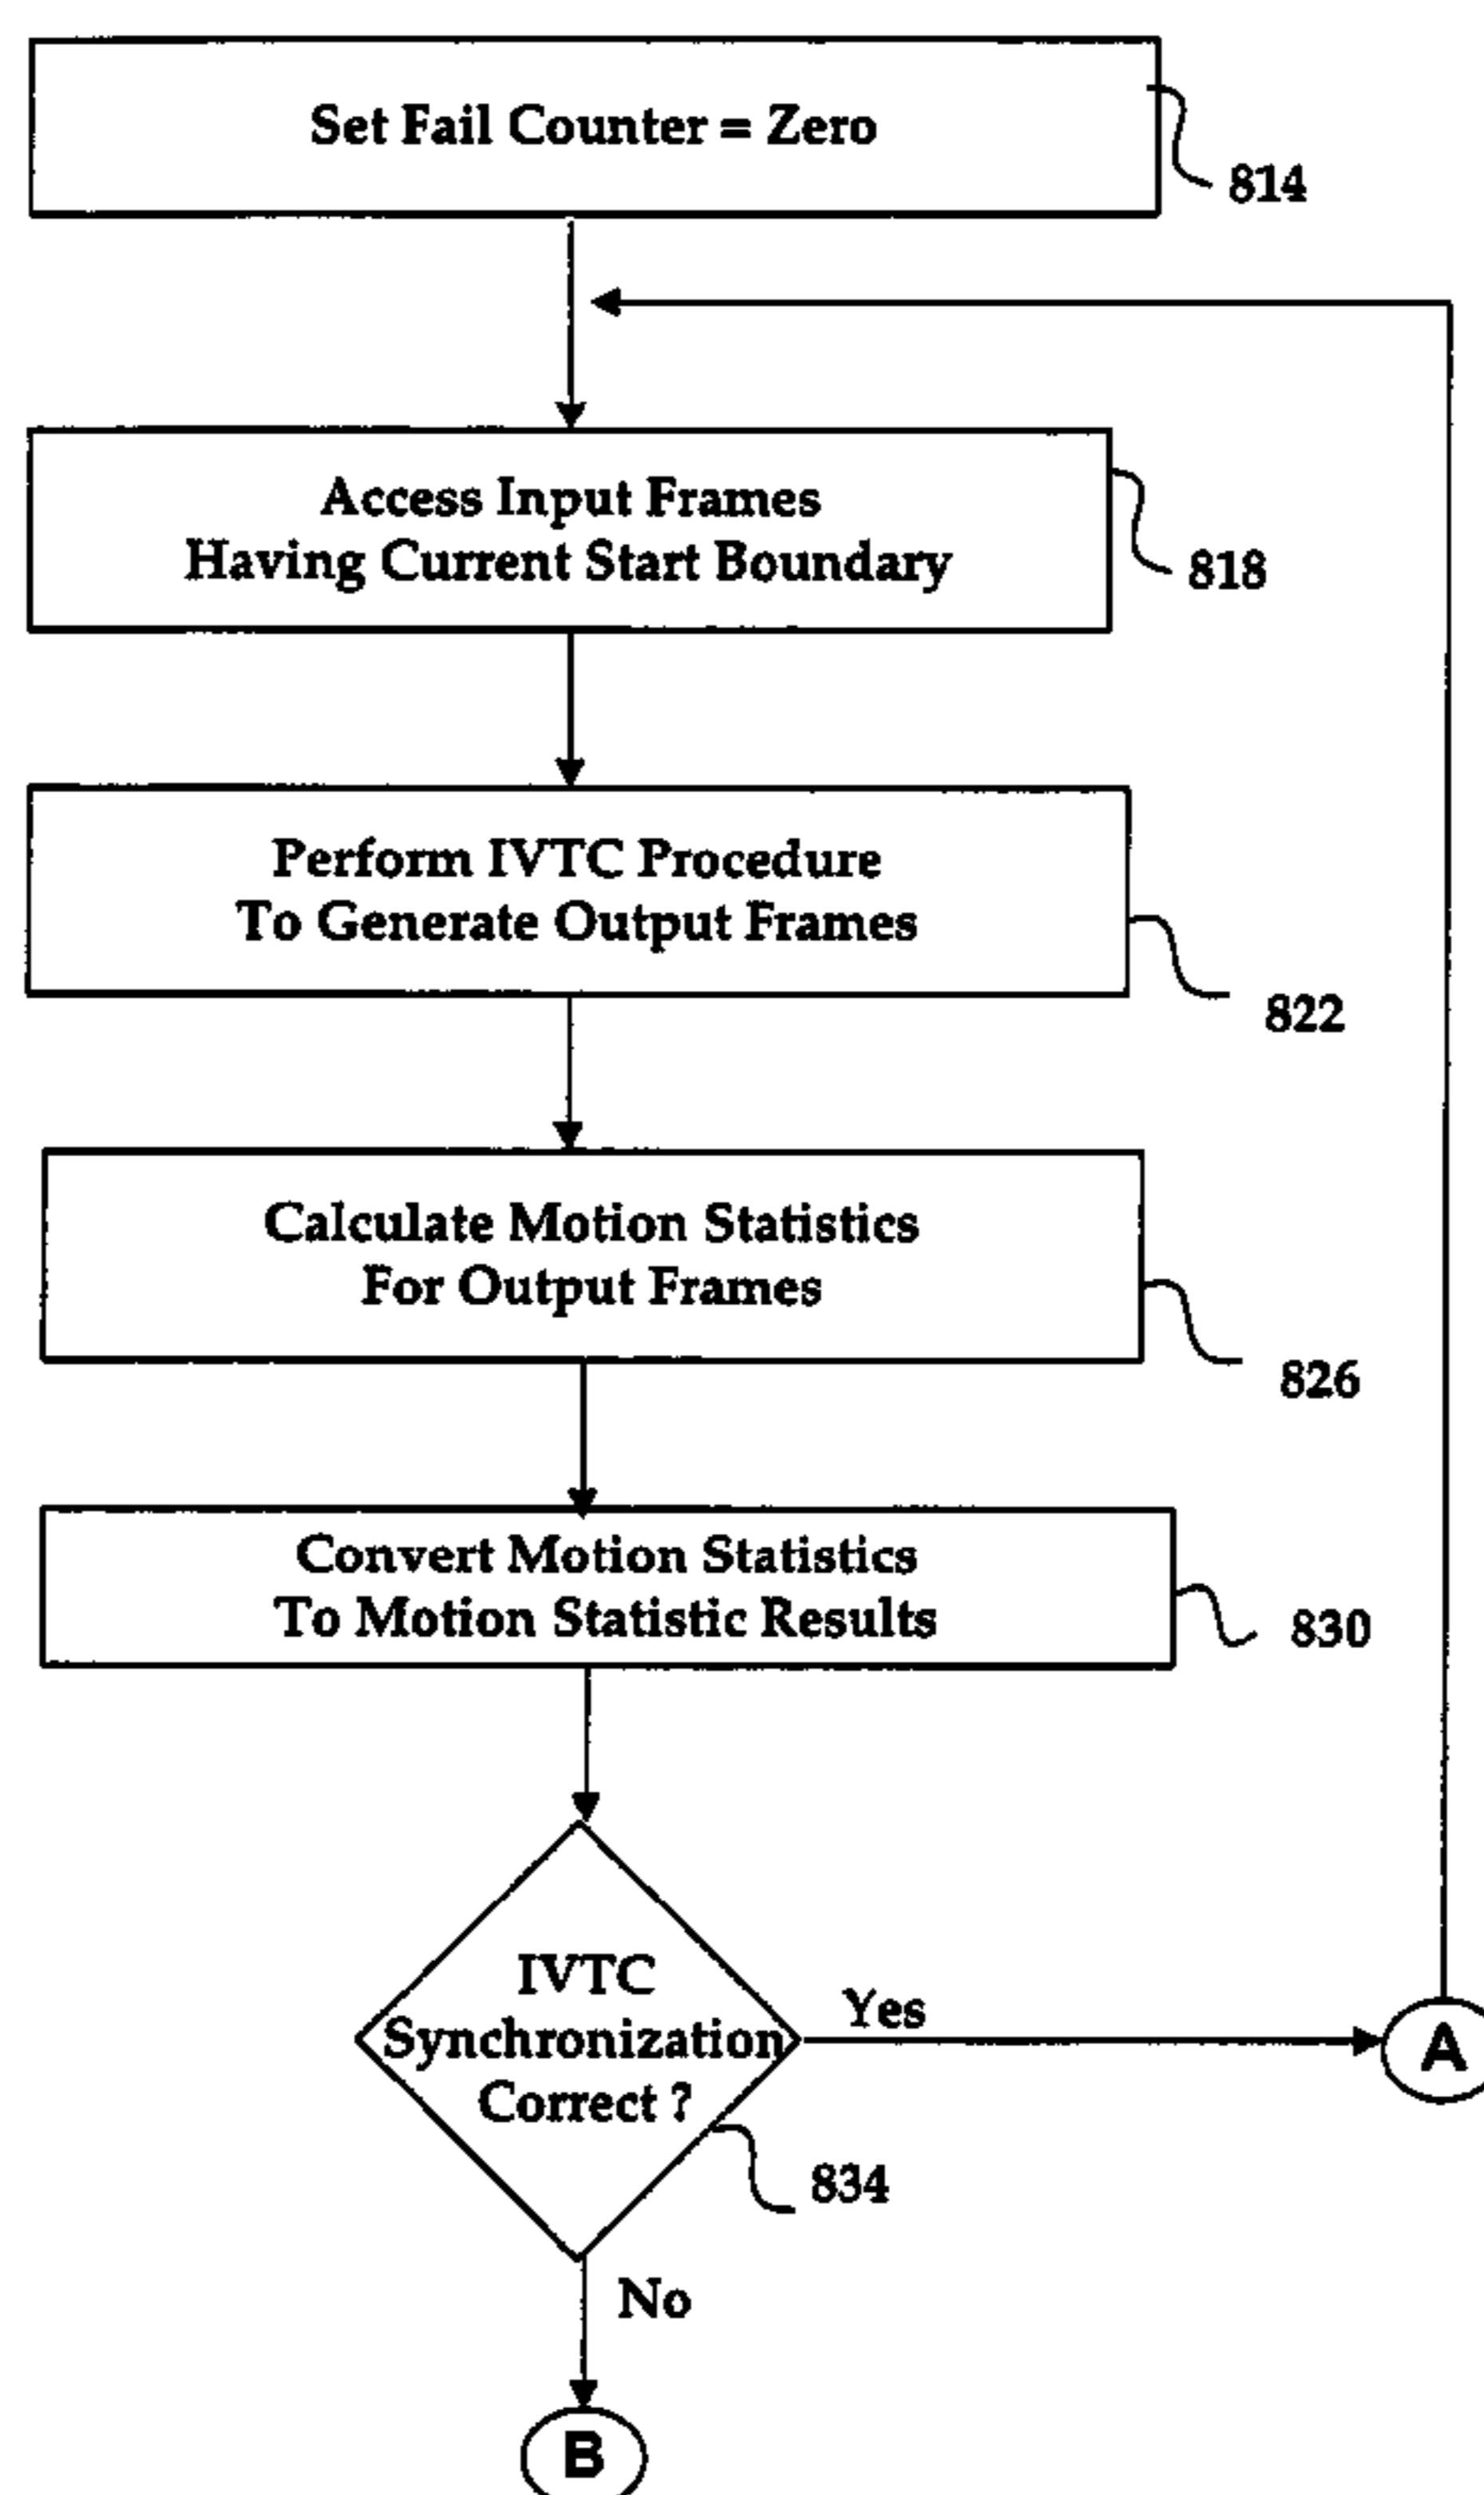 Set Fail Counter = Zero
814
Access Input Frames
Having Current Start Boundary
818
Perform IVTC Procedure
To Generate Output Frames
822
Calculate Motion Statistics
For Output Frames
826
Convert Motion Statistics
To Motion Statistic Results
830
IVTC
Synchronization
Correct ?
Yes
A
834
No
B